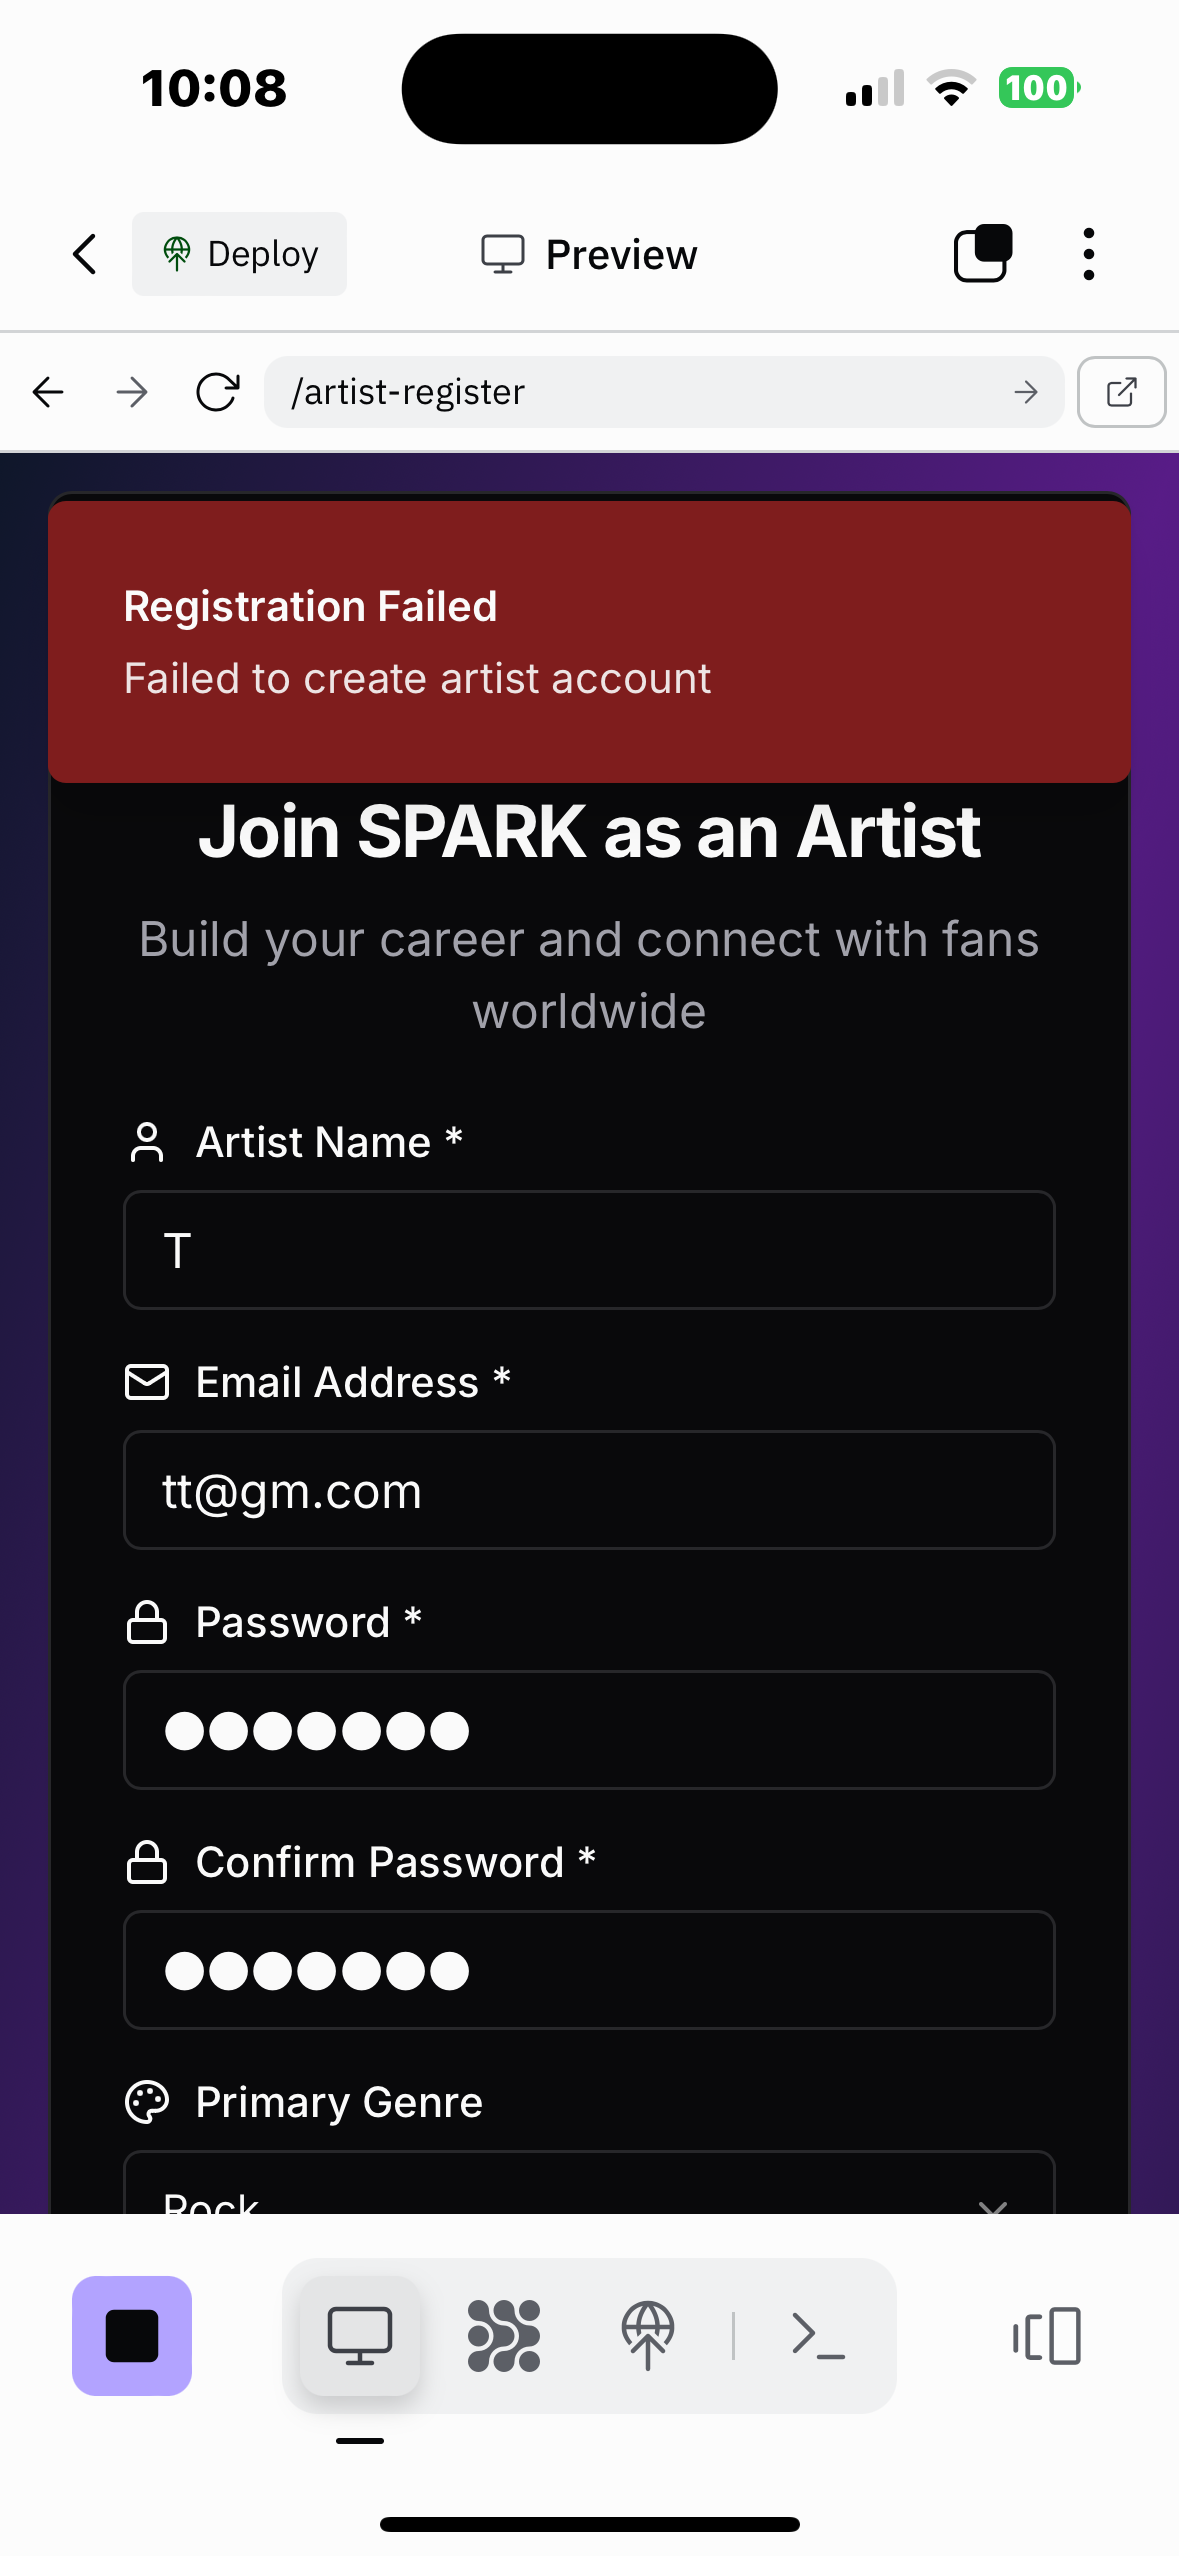 10:08
100
Deploy
Preview
/artist-register
Registration Failed
Failed to create artist account
Join SPARK as an Artist
Build your career and connect with fans
worldwide
Artist Name *
T
Email Address *
tt@gm.com
Password *
Confirm Password *
Primary Genre
Rock